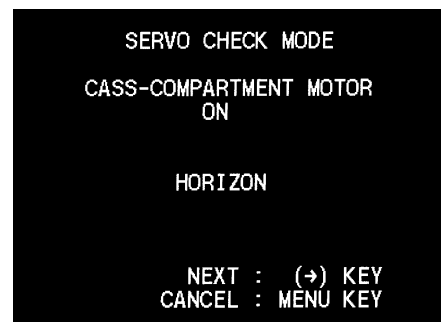 SERVO CHECK MODE
CASS-COMPARTMENT MOTOR
ON
HORIZON
NEXT : (→) KEY
CANCEL : MENU KEY